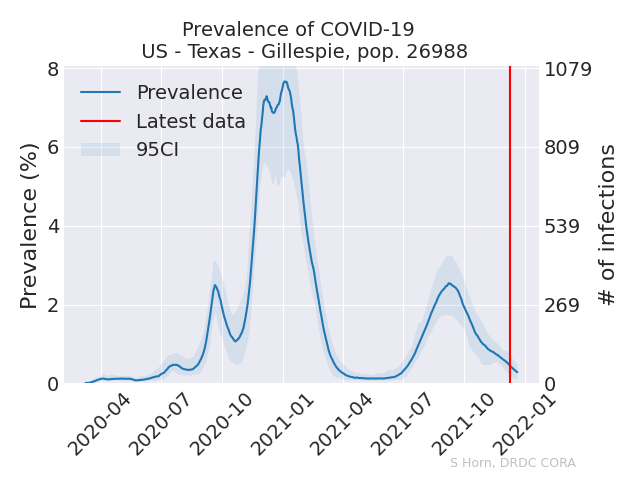 Prevalence of COVID-19
US - Texas - Gillespie, pop. 26988
Prevalence
Latest data
95CI
Prevalence (%)
8
6
4
2
0
# of infections
1079
809
539
269
0
2020-04
2020-07
2020-10
2021-01
2021-04
2021-07
2021-10
2022-01
S Horn, DRDC CORA